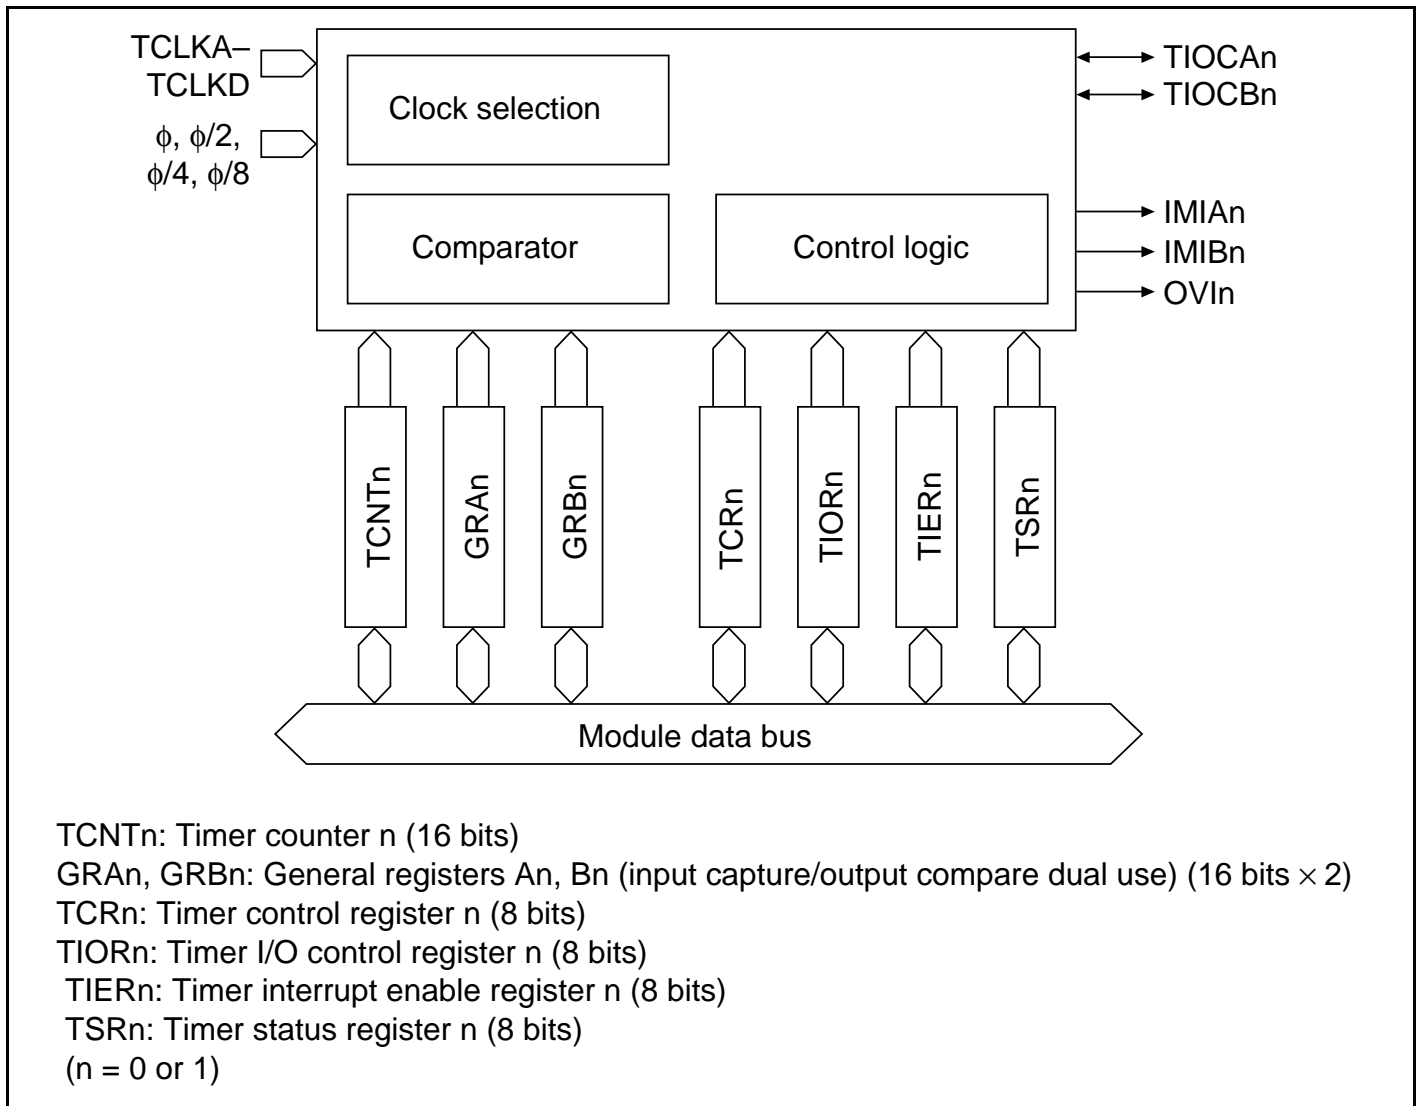 TCLKA–
TCLKD
ϕ, ϕ/2,
ϕ/4, ϕ/8
Clock selection
Comparator
Control logic
TIOCAn
TIOCBn
IMIAn
IMIBn
OVIn
TCNTn
GRAn
GRBn
TCRn
TIORn
TIERn
TSRn
Module data bus
TCNTn: Timer counter n (16 bits)
GRAn, GRBn: General registers An, Bn (input capture/output compare dual use) (16 bits × 2)
TCRn: Timer control register n (8 bits)
TIORn: Timer I/O control register n (8 bits)
TIERn: Timer interrupt enable register n (8 bits)
TSRn: Timer status register n (8 bits)
(n = 0 or 1)